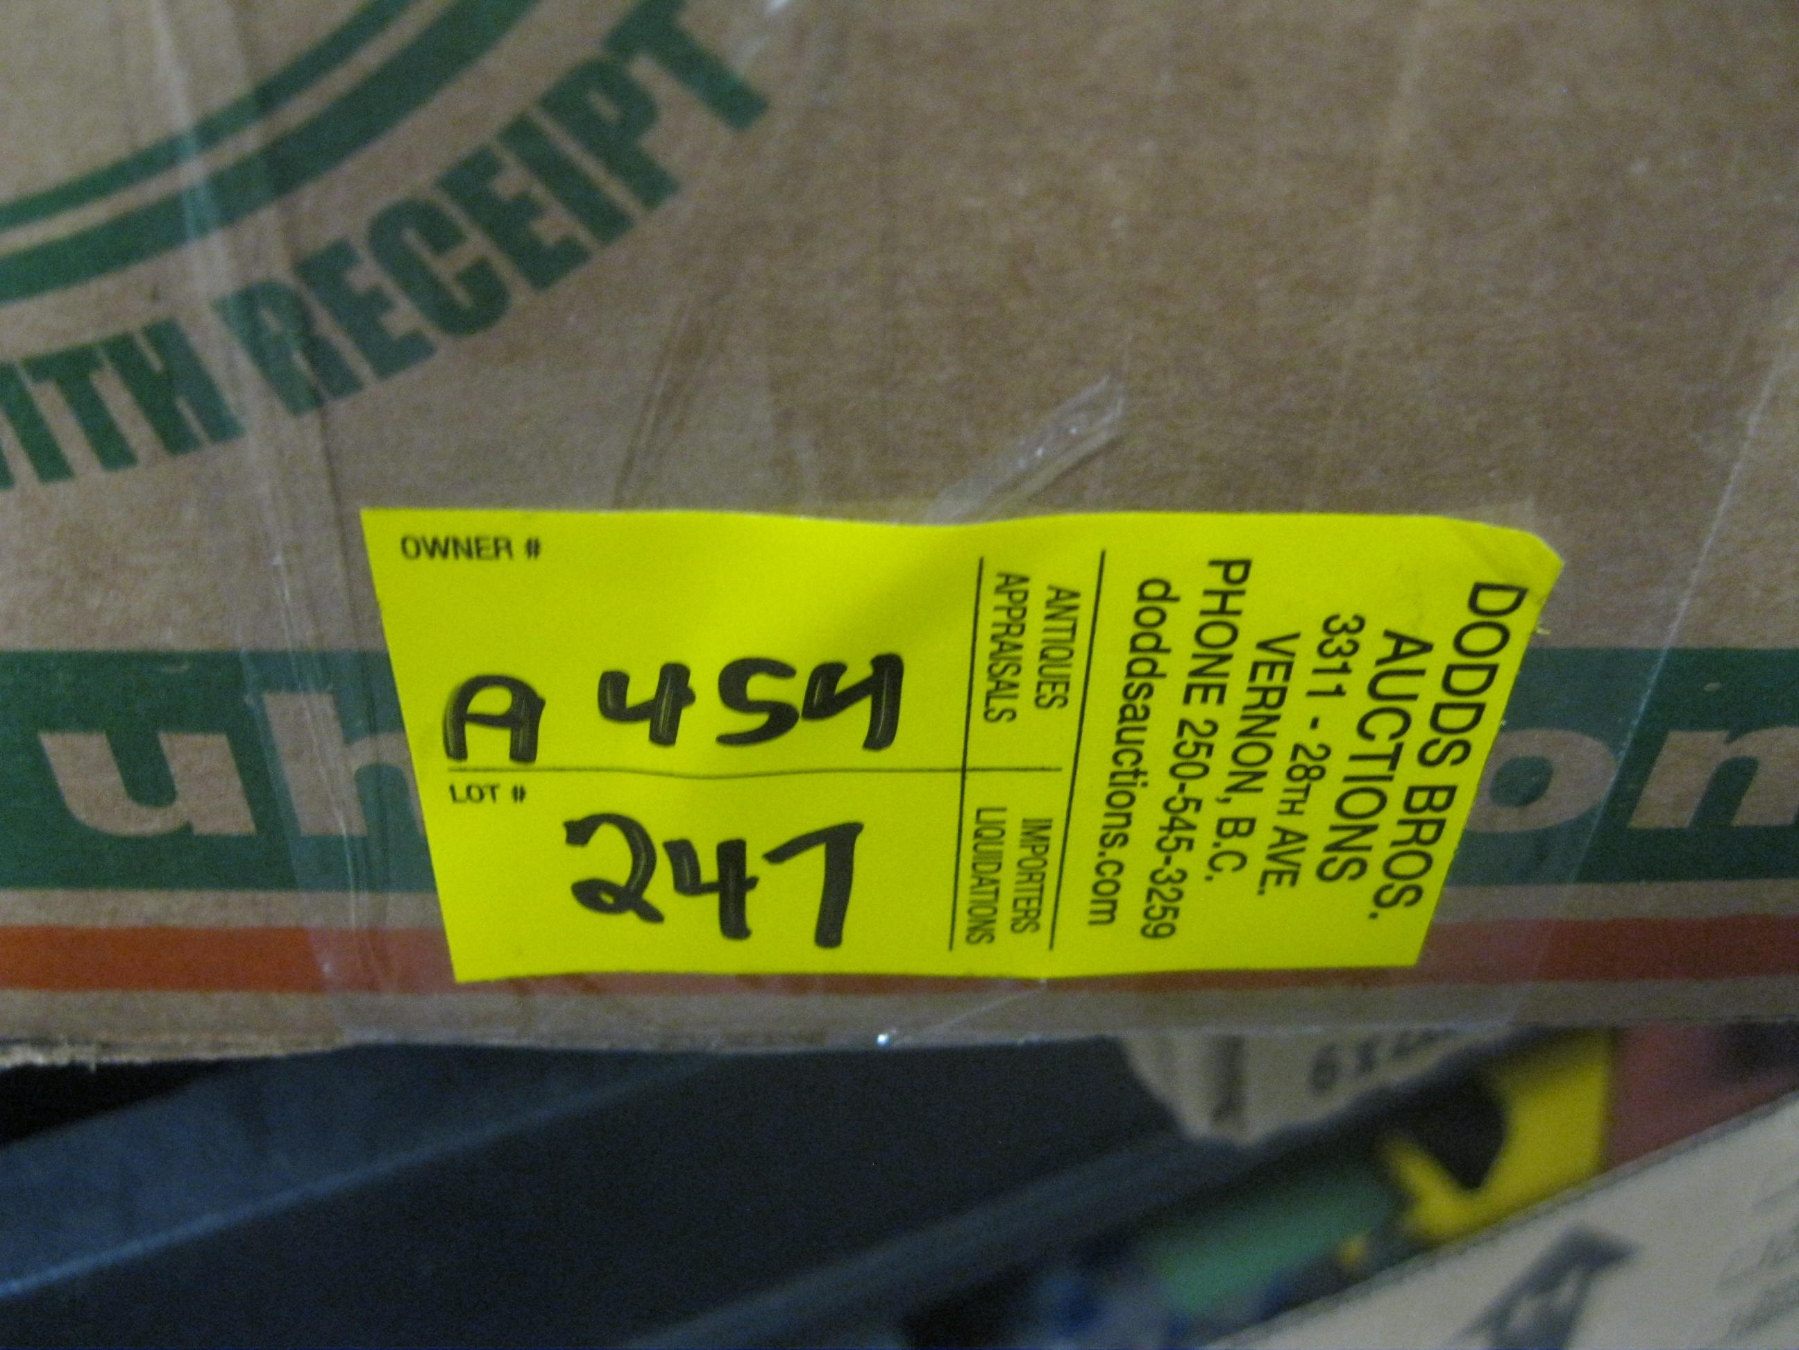 WITH RECEIPT
OWNER #
A 454
LOT #
247
ANTIQUES
APPRAISALS
IMPORTERS
LIQUIDATIONS
DODDS BROS.
AUCTIONS
3311 - 28TH AVE.
VERNON, B.C.
PHONE 250-545-3259
doddsauctions.com